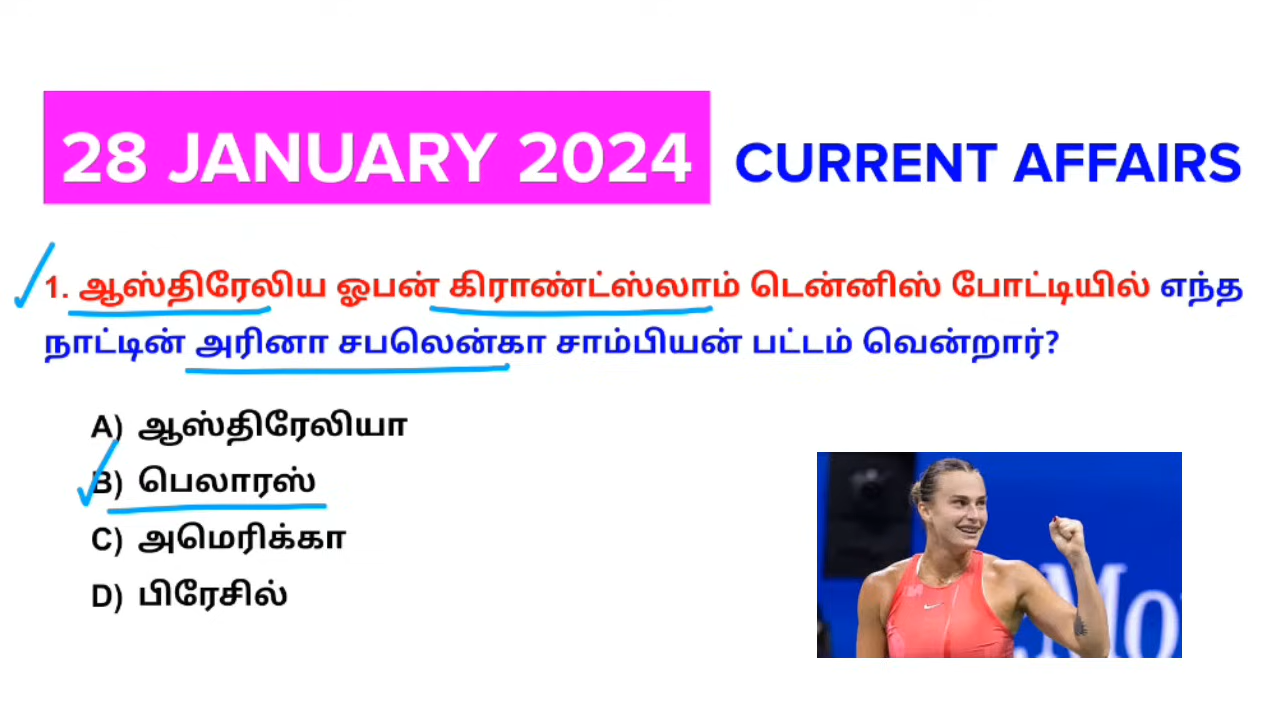 28 JANUARY 2024 CURRENT AFFAIRS
1. ஆஸ்திரேலிய ஓபன் கிராண்ட்ஸ்லாம் டென்னிஸ் போட்டியில் எந்த
நாட்டின் அரினா சபலென்கா சாம்பியன் பட்டம் வென்றார்?
A) ஆஸ்திரேலியா
B) பெலாரஸ்
C) அமெரிக்கா
D) பிரேசில்